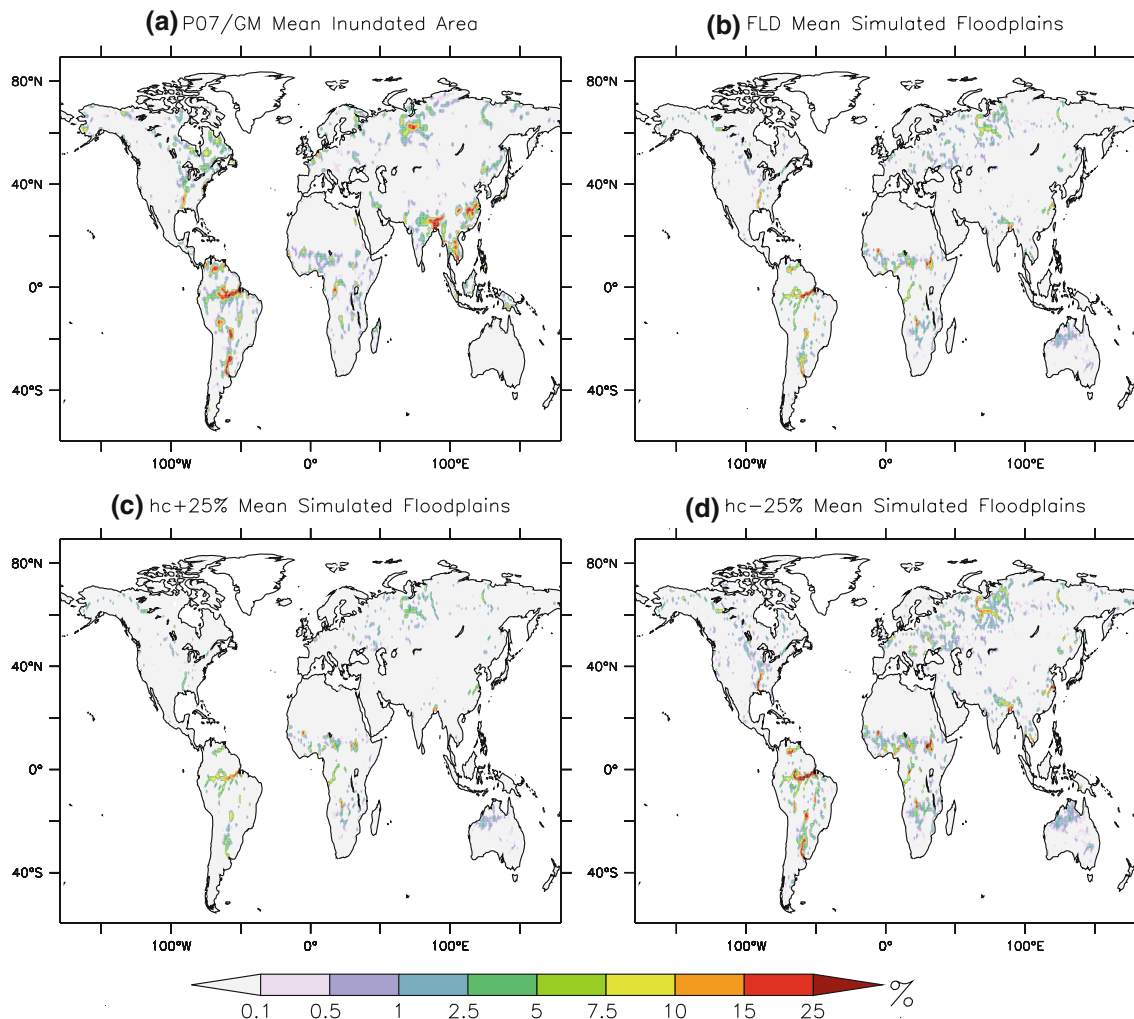 (a) P07/GM Mean Inundated Area
(b) FLD Mean Simulated Floodplains
80°N
40°N
0°
40°S
100°W 0° 100°E
80°N
40°N
0°
40°S
100°W 0° 100°E
(c) hc+25% Mean Simulated Floodplains
(d) hc−25% Mean Simulated Floodplains
80°N
40°N
0°
40°S
100°W 0° 100°E
80°N
40°N
0°
40°S
100°W 0° 100°E
0.1 0.5 1 2.5 5 7.5 10 15 25 %